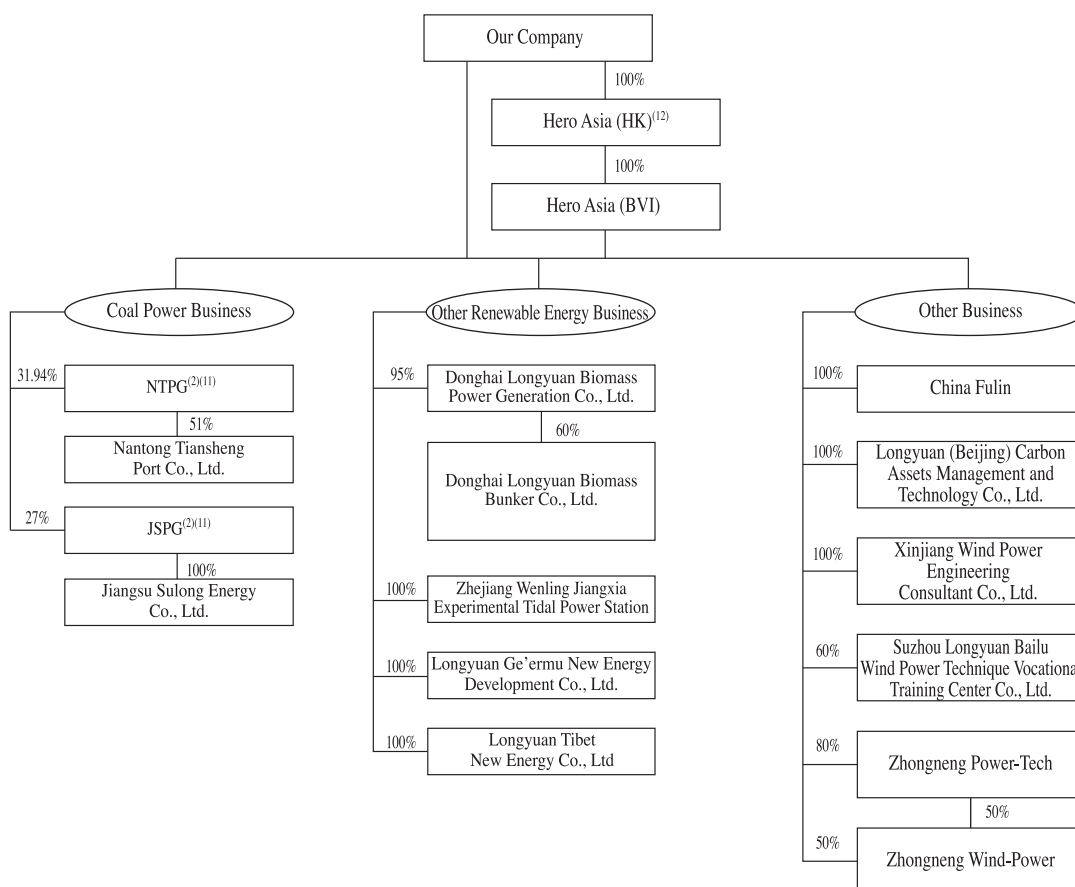 Our Company
100%
Hero Asia (HK)(12)
100%
Hero Asia (BVI)
Coal Power Business
31.94%
NTPG(2)(11)
51%
Nantong Tiansheng
Port Co., Ltd.
27%
JSPG(2)(11)
100%
Jiangsu Sulong Energy
Co., Ltd.
Other Renewable Energy Business
95%
Donghai Longyuan Biomass
Power Generation Co., Ltd.
60%
Donghai Longyuan Biomass
Bunker Co., Ltd.
100%
Zhejiang Wenling Jiangxia
Experimental Tidal Power Station
100%
Longyuan Ge’ermu New Energy
Development Co., Ltd.
100%
Longyuan Tibet
New Energy Co., Ltd
Other Business
100%
China Fulin
100%
Longyuan (Beijing) Carbon
Assets Management and
Technology Co., Ltd.
100%
Xinjiang Wind Power
Engineering
Consultant Co., Ltd.
60%
Suzhou Longyuan Bailu
Wind Power Technique Vocationa
Training Center Co., Ltd.
80%
Zhongneng Power-Tech
50%
50%
Zhongneng Wind-Power